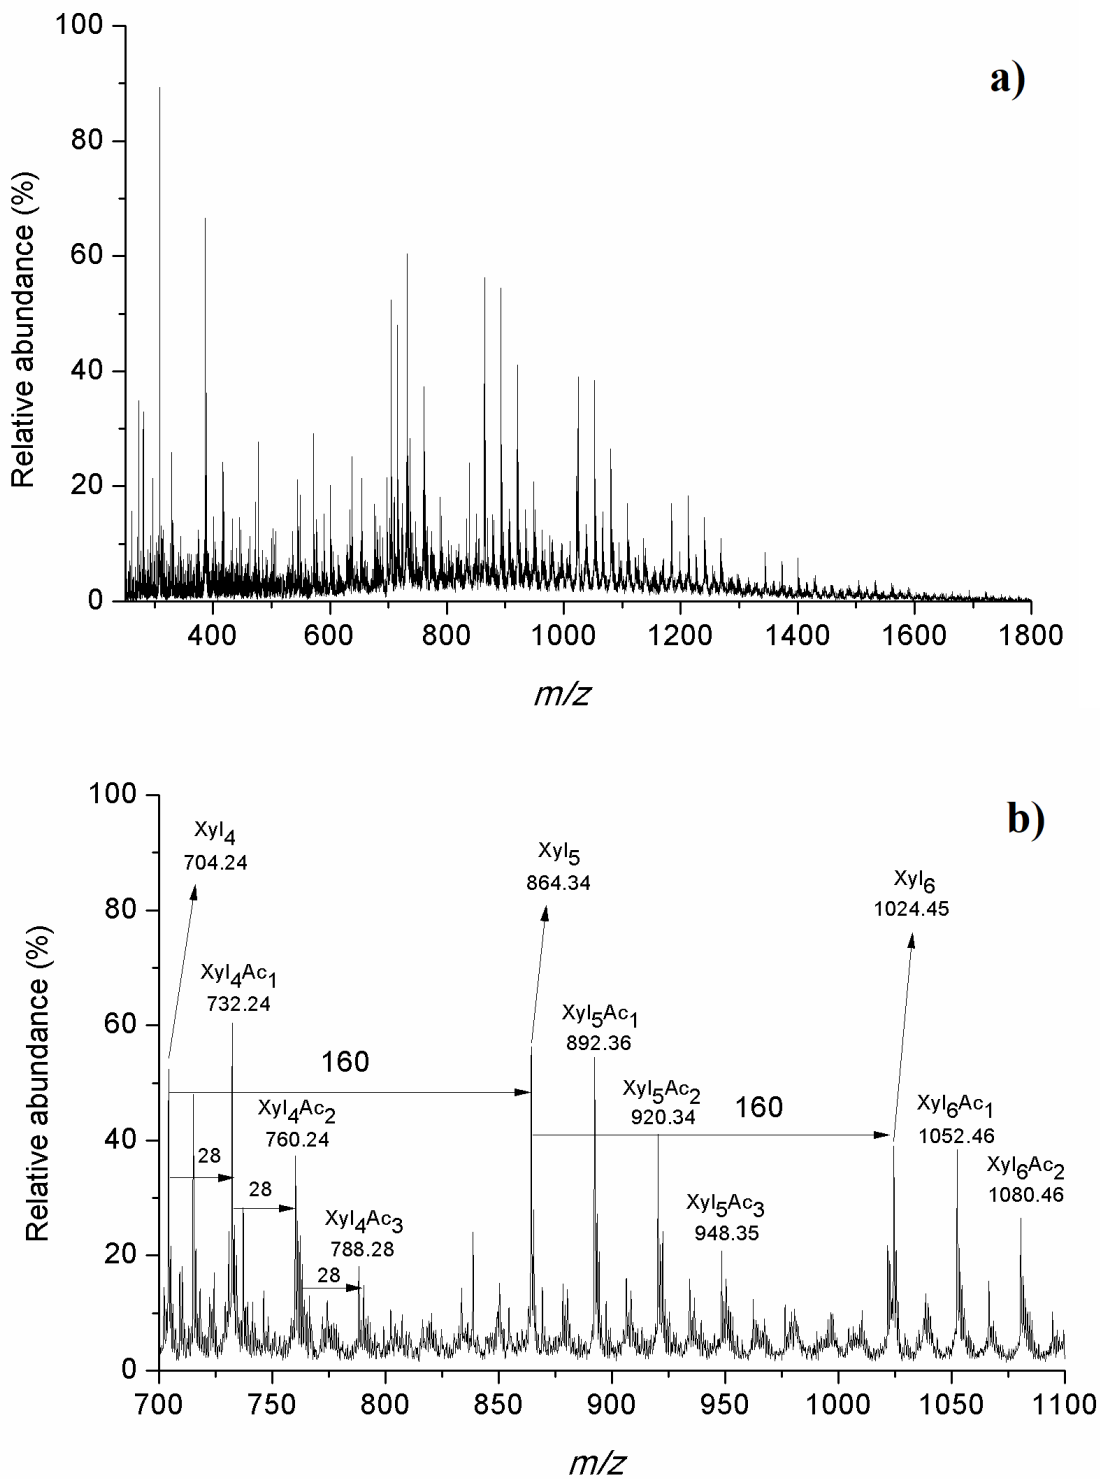 a)
Relative abundance (%)
100
80
60
40
20
0
400 600 800 1000 1200 1400 1600 1800
m/z
b)
Relative abundance (%)
100
80
60
40
20
0
Xyl4
704.24
Xyl5
864.34
Xyl6
1024.45
Xyl4Ac1
732.24
Xyl5Ac1
892.36
160
Xyl4Ac2
760.24
Xyl5Ac2
920.34
160
Xyl6Ac1
1052.46
28
28
Xyl4Ac3
788.28
28
Xyl5Ac3
948.35
Xyl6Ac2
1080.46
700 750 800 850 900 950 1000 1050 1100
m/z